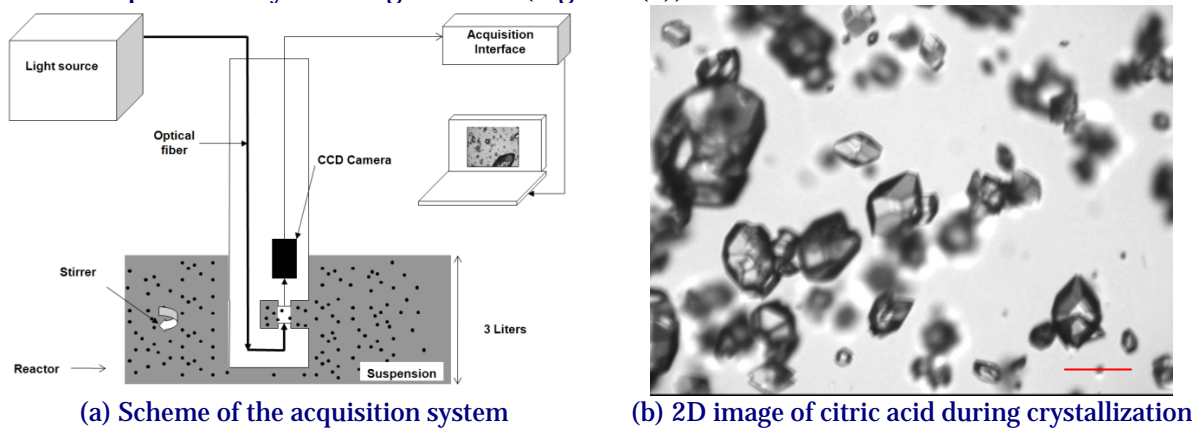 Light source
Acquisition
Interface
Optical
fiber
CCD Camera
Stirrer
3 Liters
Reactor
Suspension
(a) Scheme of the acquisition system
(b) 2D image of citric acid during crystallization